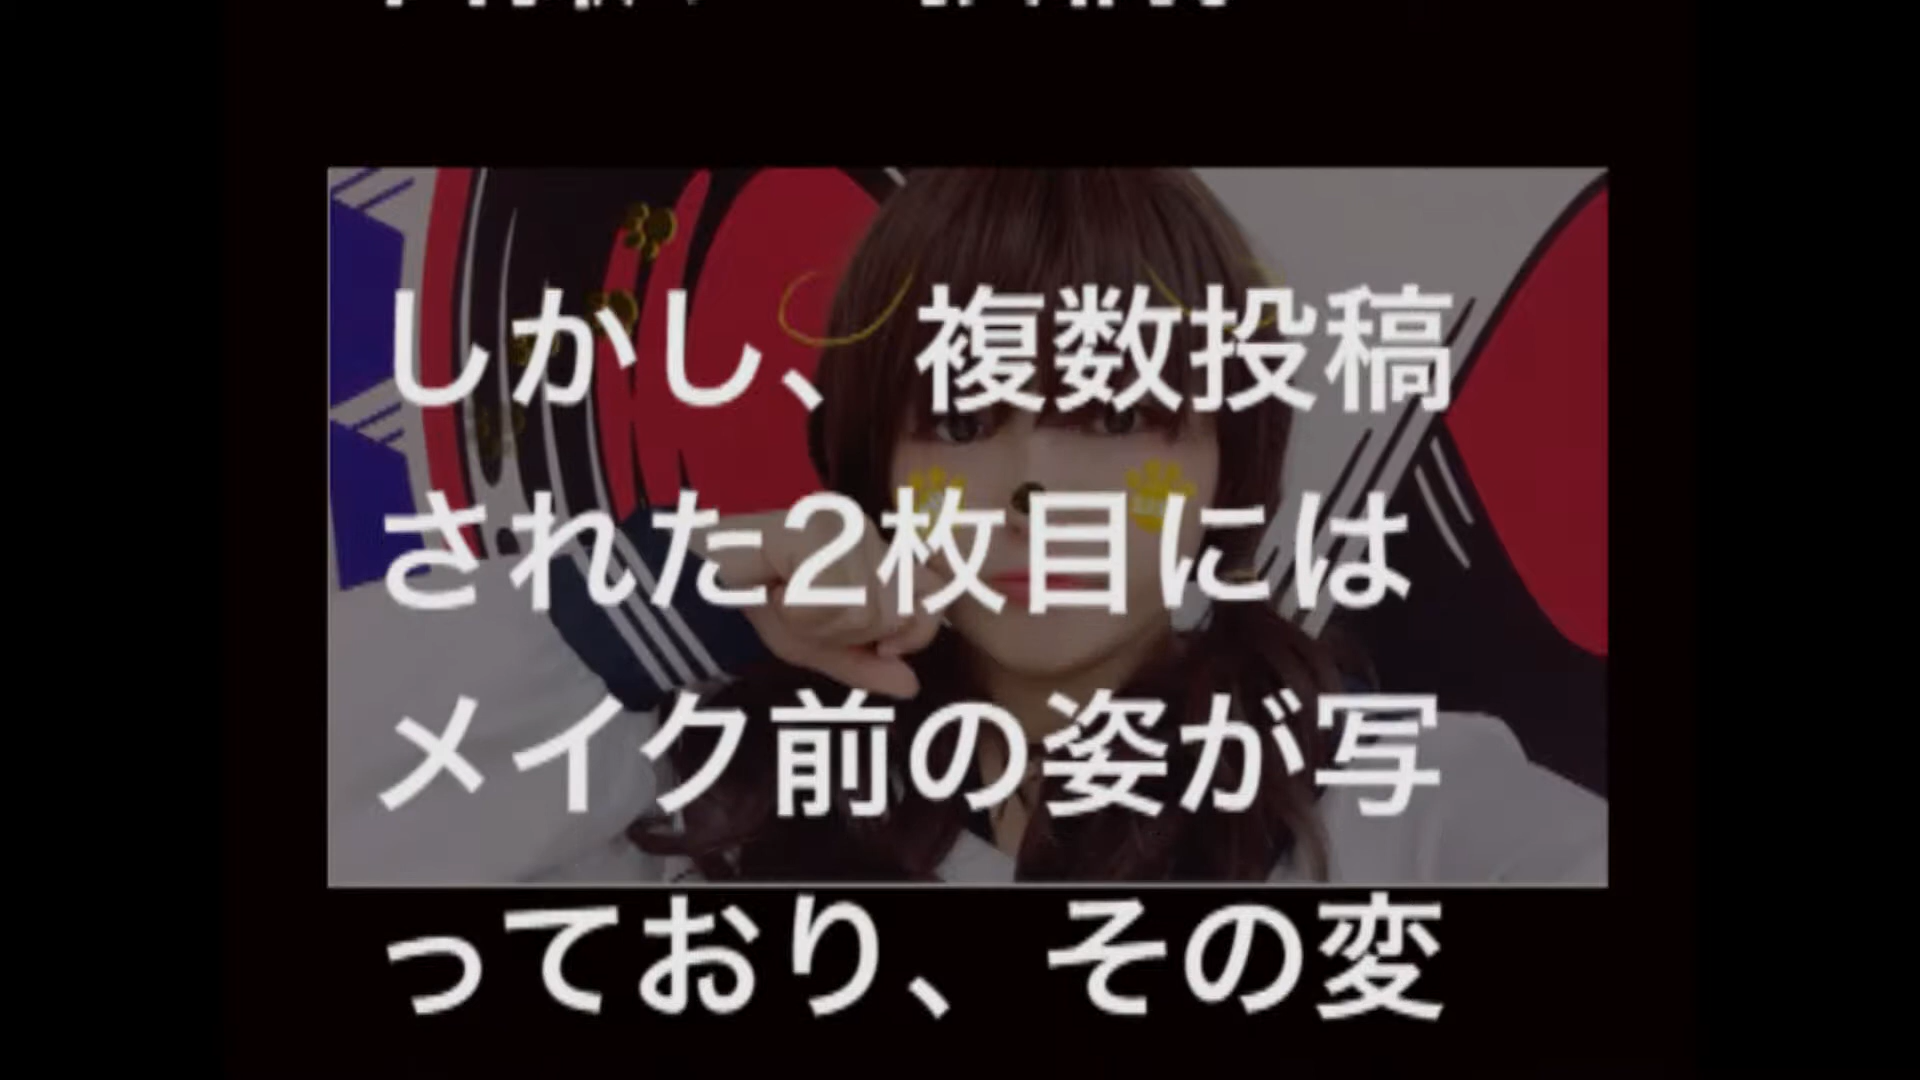 しかし、複数投稿
された2枚目には
メイク前の姿が写
っており、その変